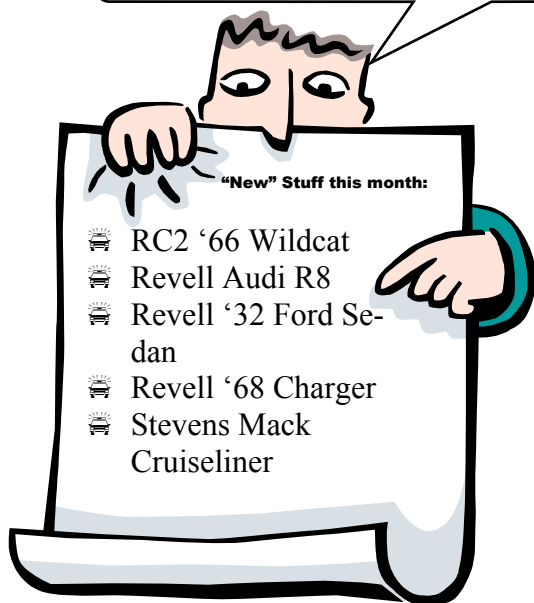 “New” Stuff this month:
RC2 ‘66 Wildcat
Revell Audi R8
Revell ‘32 Ford Se-
dan
Revell ‘68 Charger
Stevens Mack
Cruiseliner